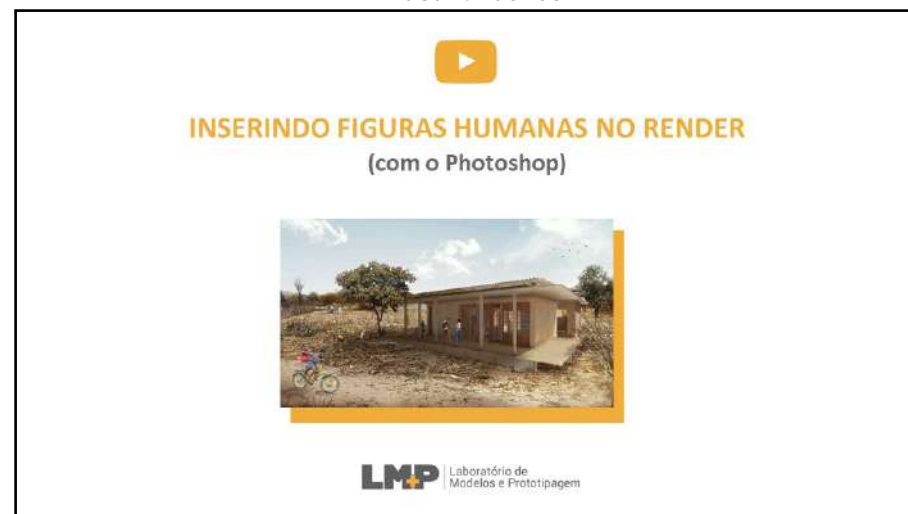 INSERINDO FIGURAS HUMANAS NO RENDER
(com o Photoshop)
LMP Laboratório de
Modelos e Prototipagem